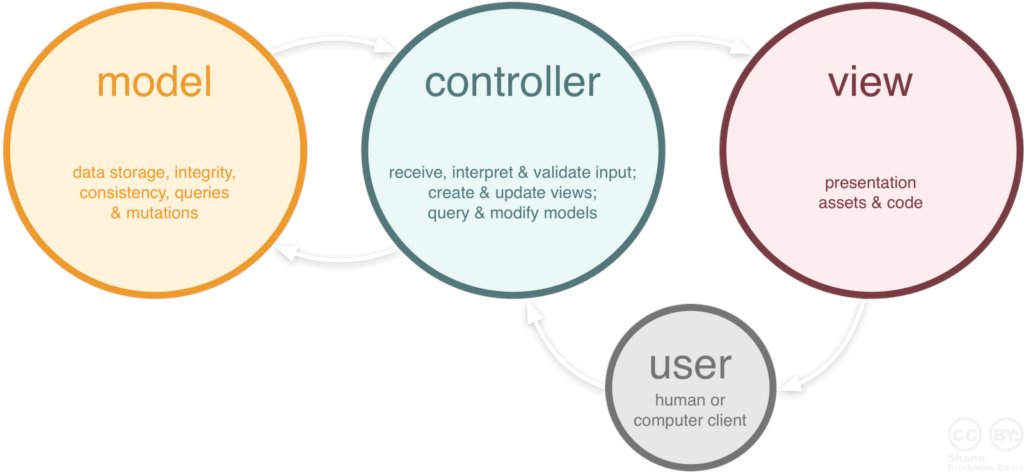 model
data storage, integrity,
consistency, queries
& mutations
controller
receive, interpret & validate input;
create & update views;
query & modify models
view
presentation
assets & code
user
human or
computer client
CC BY:
Shane
Brinkman-Davis